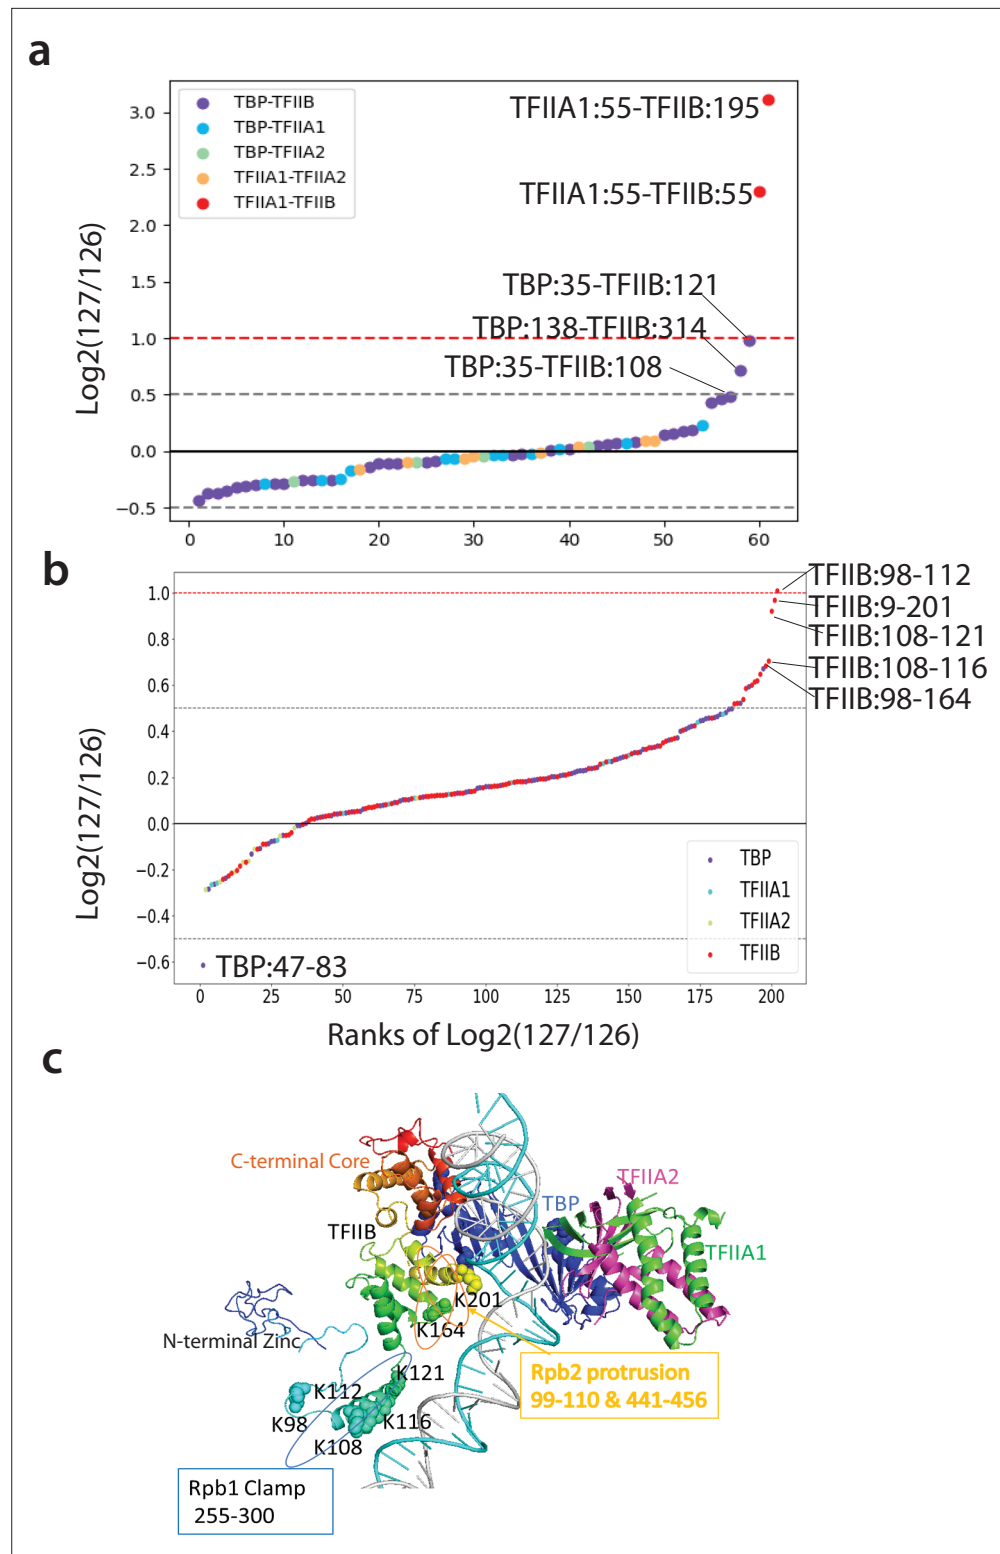 a
TBP-TFIIB
TBP-TFIIA1
TBP-TFIIA2
TFIIA1-TFIIA2
TFIIA1-TFIIB
TFIIA1:55-TFIIB:195
TFIIA1:55-TFIIB:55
TBP:35-TFIIB:121
TBP:138-TFIIB:314
TBP:35-TFIIB:108
Log2(127/126)
3.0
2.5
2.0
1.5
1.0
0.5
0.0
−0.5
0
10
20
30
40
50
60
b
TFIIB:98-112
TFIIB:9-201
TFIIB:108-121
TFIIB:108-116
TFIIB:98-164
Log2(127/126)
1.0
0.8
0.6
0.4
0.2
0.0
−0.2
−0.4
−0.6
TBP:47-83
TBP
TFIIA1
TFIIA2
TFIIB
0
25
50
75
100
125
150
175
200
Ranks of Log2(127/126)
c
C-terminal Core
TFIIB
TBP
TFIIA2
TFIIA1
N-terminal Zinc
K201
K164
K121
K112
K98
K116
K108
Rpb2 protrusion
99-110 & 441-456
Rpb1 Clamp
255-300